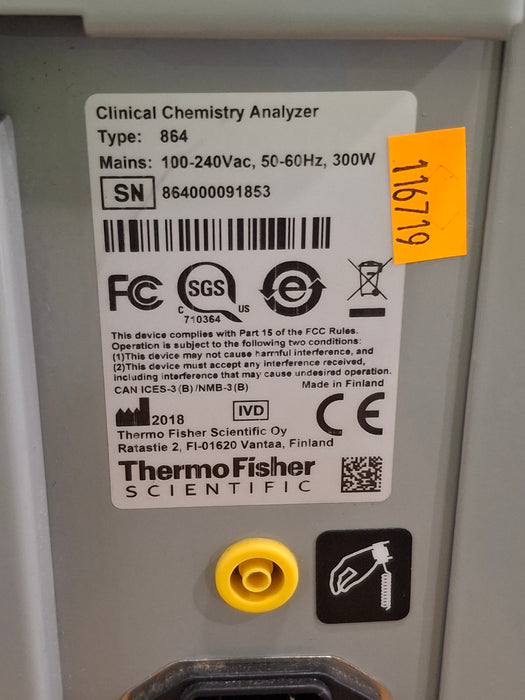 Clinical Chemistry Analyzer
Type: 864
Mains: 100-240Vac, 50-60Hz, 300W
SN 864000091853
116719
FC
SGS
C US
710364
e
This device complies with Part 15 of the FCC Rules.
Operation is subject to the following two conditions:
(1)This device may not cause harmful interference, and
(2)This device must accept any interference received,
including interference that may cause undesired operation.
CAN ICES-3 (B) /NMB-3 (B) Made in Finland
2018 IVD CE
Thermo Fisher Scientific Oy
Ratastie 2, FI-01620 Vantaa, Finland
ThermoFisher
SCIENTIFIC